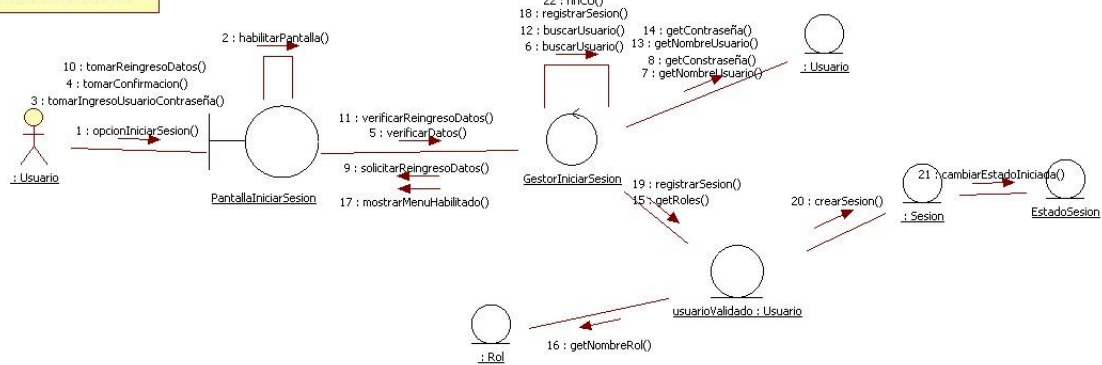 22 : finCU()
18 : registrarSesion()
12 : buscarUsuario()
6 : buscarUsuario()
14 : getContraseña()
13 : getNombreUsuario()
8 : getConstraseña()
7 : getNombreUsuario()
: Usuario
2 : habilitarPantalla()
10 : tomarReingresoDatos()
4 : tomarConfirmacion()
3 : tomarIngresoUsuarioContraseña()
1 : opcionIniciarSesion()
: Usuario
PantallaIniciarSesion
11 : verificarReingresoDatos()
5 : verificarDatos()
9 : solicitarReingresoDatos()
17 : mostrarMenuHabilitado()
GestorIniciarSesion
19 : registrarSesion()
15 : getRoles()
20 : crearSesion()
21 : cambiarEstadoIniciada()
: Sesion
EstadoSesion
usuarioValidado : Usuario
16 : getNombreRol()
: Rol